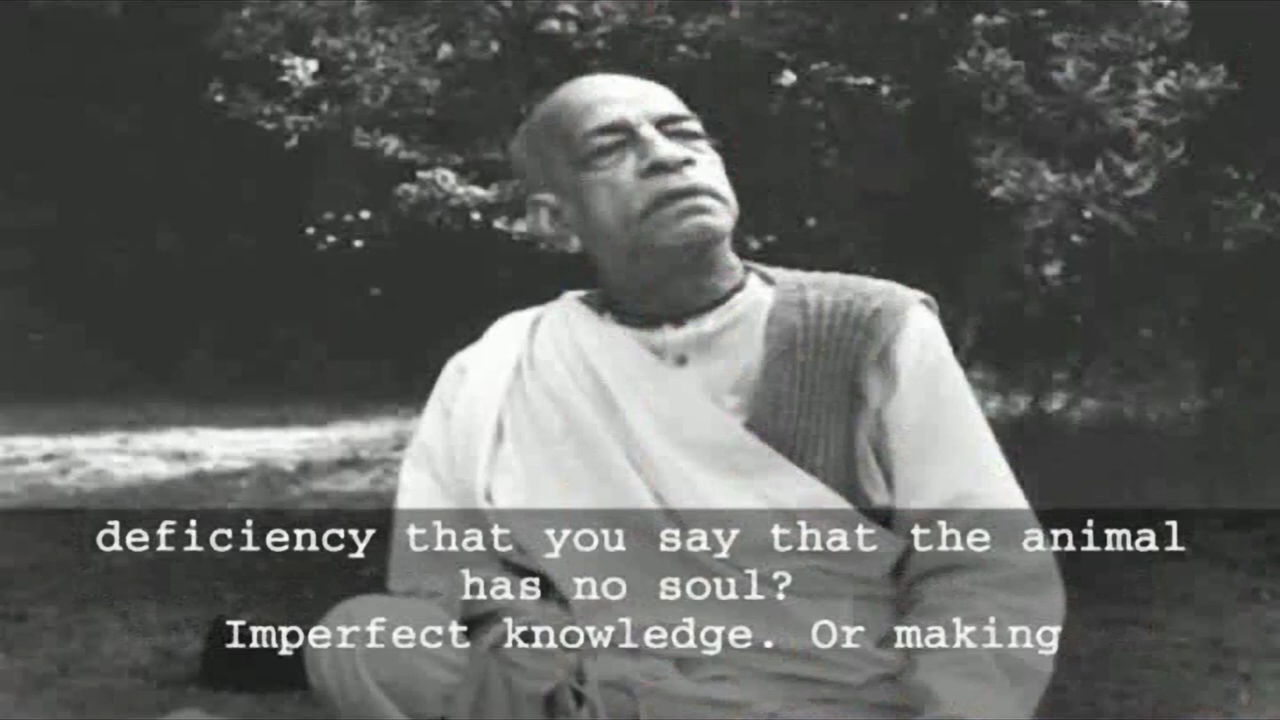 deficiency that you say that the animal
has no soul?
Imperfect knowledge. Or making